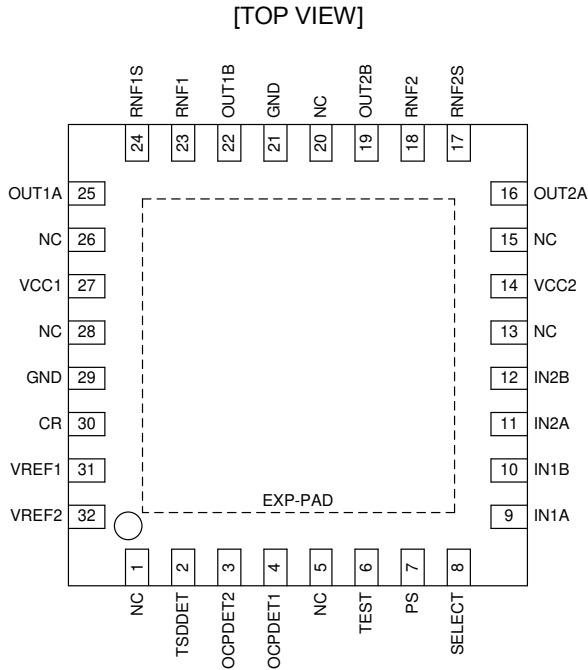 [TOP VIEW]
RNF1S
RNF1
OUT1B
GND
NC
OUT2B
RNF2
RNF2S
24
23
22
21
20
19
18
17
OUT1A 25
16 OUT2A
NC 26
15 NC
VCC1 27
14 VCC2
NC 28
13 NC
GND 29
12 IN2B
CR 30
11 IN2A
VREF1 31
10 IN1B
VREF2 32
9 IN1A
EXP-PAD
1
2
3
4
5
6
7
8
NC
TSDDET
OCPDET2
OCPDET1
NC
TEST
PS
SELECT